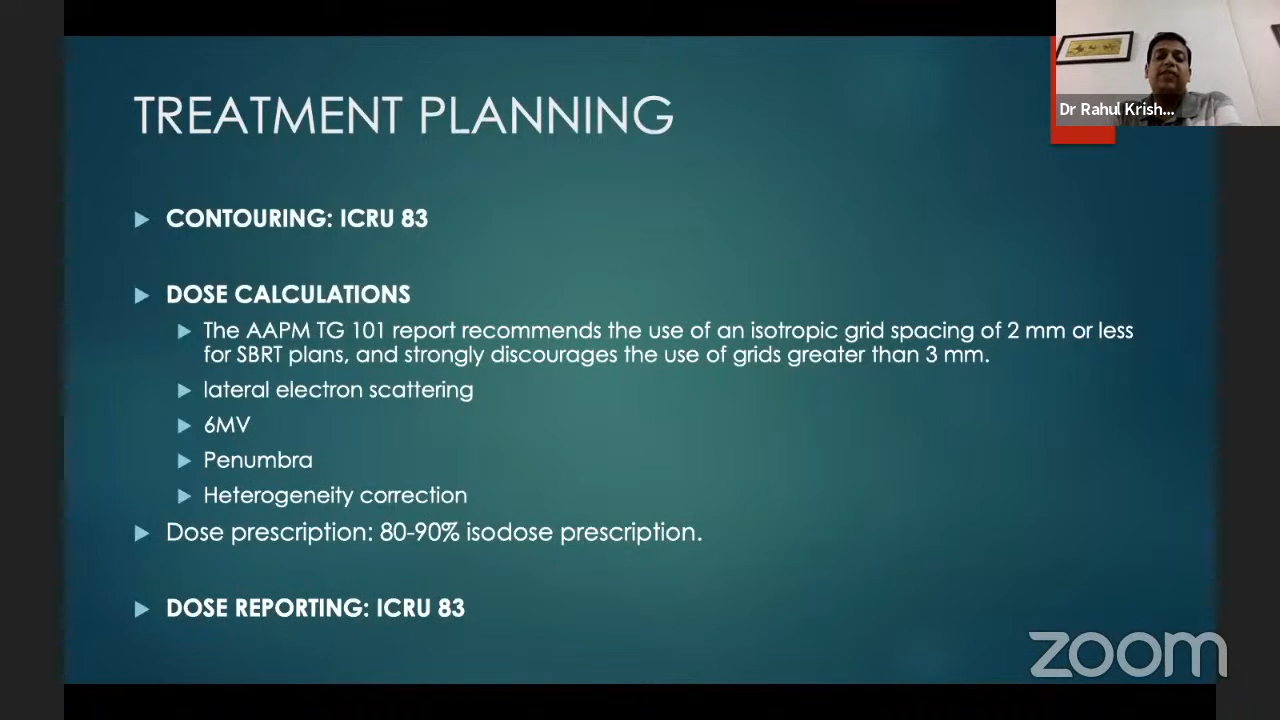 TREATMENT PLANNING
Dr Rahul Krish...
CONTOURING: ICRU 83
DOSE CALCULATIONS
The AAPM TG 101 report recommends the use of an isotropic grid spacing of 2 mm or less
for SBRT plans, and strongly discourages the use of grids greater than 3 mm.
lateral electron scattering
6MV
Penumbra
Heterogeneity correction
Dose prescription: 80-90% isodose prescription.
DOSE REPORTING: ICRU 83
zoom